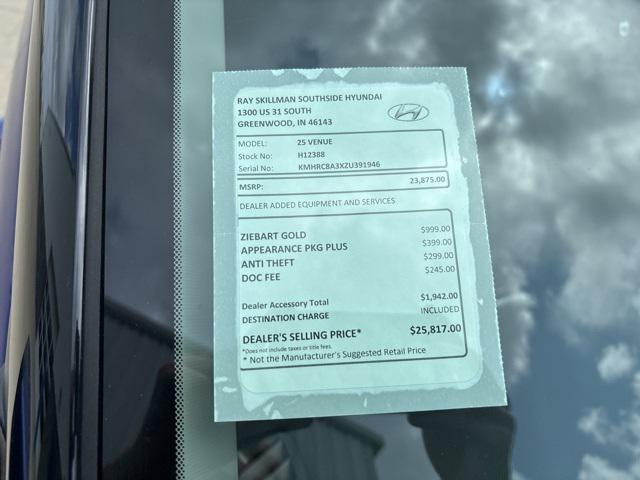 RAY SKILLMAN SOUTHSIDE HYUNDAI
1300 US 31 SOUTH
GREENWOOD, IN 46143
MODEL: 25 VENUE
Stock No: H12388
Serial No: KMHRC8A3XZU391946
MSRP: 23,875.00
DEALER ADDED EQUIPMENT AND SERVICES
ZIEBART GOLD $999.00
APPEARANCE PKG PLUS $399.00
ANTI THEFT $299.00
DOC FEE $245.00
Dealer Accessory Total $1,942.00
DESTINATION CHARGE INCLUDED
DEALER'S SELLING PRICE* $25,817.00
*Does not include taxes or title fees.
* Not the Manufacturer's Suggested Retail Price